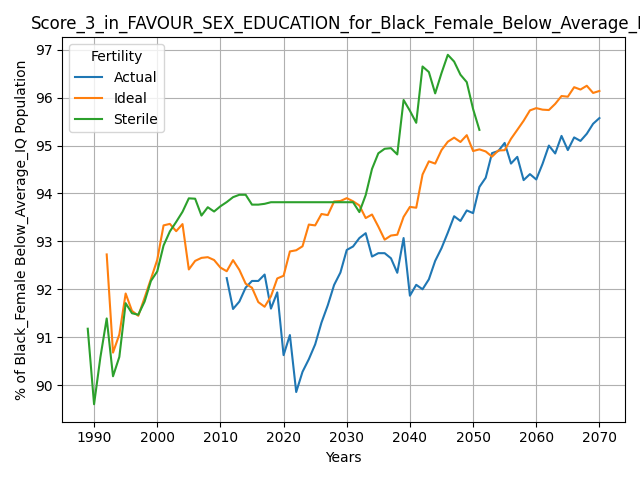 Score_3_in_FAVOUR_SEX_EDUCATION_for_Black_Female_Below_Average_
% of Black_Female Below_Average_IQ Population
Fertility
Actual
Ideal
Sterile
97
96
95
94
93
92
91
90
1990 2000 2010 2020 2030 2040 2050 2060 2070
Years